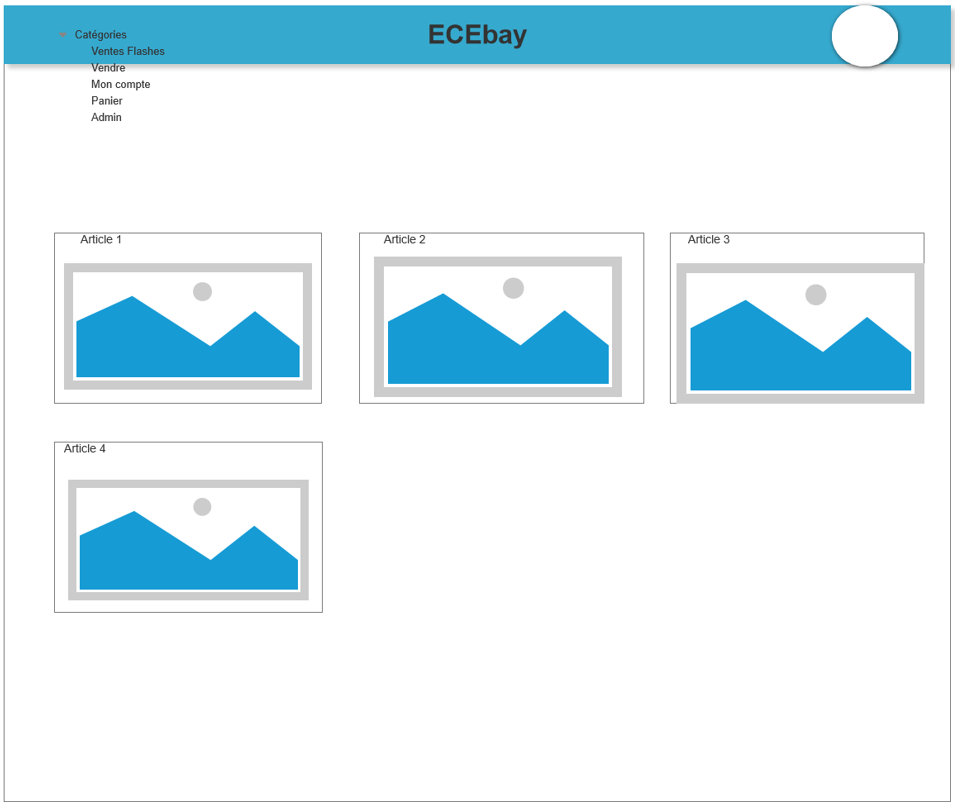 ECEbay
Catégories
Ventes Flashes
Vendre
Mon compte
Panier
Admin
Article 1
Article 2
Article 3
Article 4